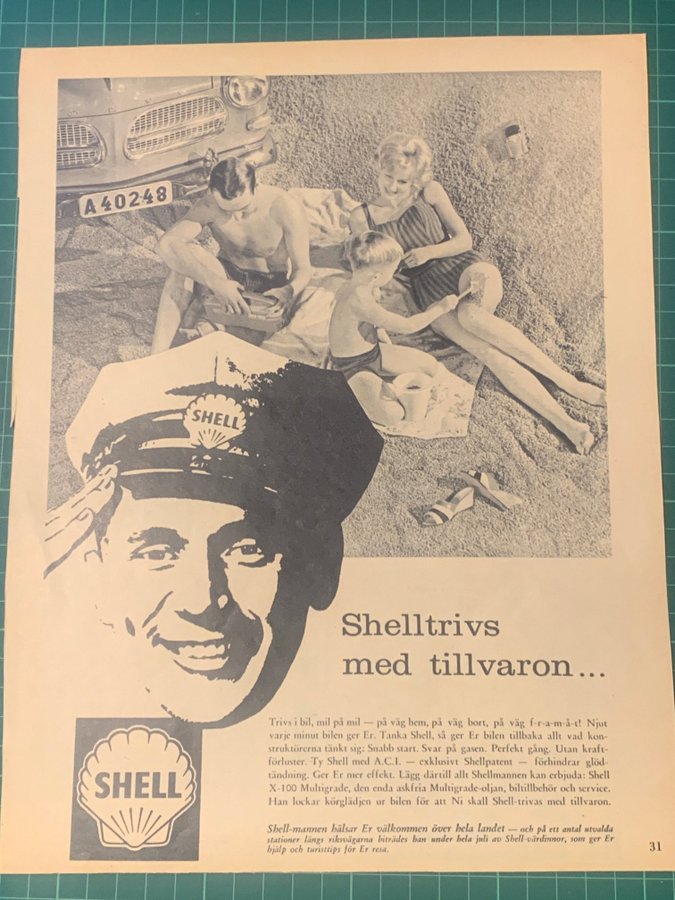 A40248
SHELL
Shelltrivs
med tillvaron...
Trivs i bil, mil på mil — på väg hem, på väg bort, på väg f-r-a-m-å-t! Njut
varje minut bilen ger Er. Tanka Shell, så ger Er bilen tillbaka allt vad kon-
struktörerna tänkt sig: Snabb start. Svar på gasen. Perfekt gång. Utan kraft-
förluster. Ty Shell med A.C.I. — exklusivt Shellpatent — förhindrar glöd-
tändning. Ger Er mer effekt. Lägg därtill allt Shellmannen kan erbjuda: Shell
X-100 Multigrade, den enda askfria Multigrade-oljan, biltillbehör och service.
Han lockar körglädjen ur bilen för att Ni skall Shell-trivas med tillvaron.
SHELL
Shell-mannen hälsar Er välkommen över hela landet — och på ett antal utvalda
stationer längs riksvägarna biträdes han under hela juli av Shell-värdinnor, som ger Er
hjälp och turisttips för Er resa.
31